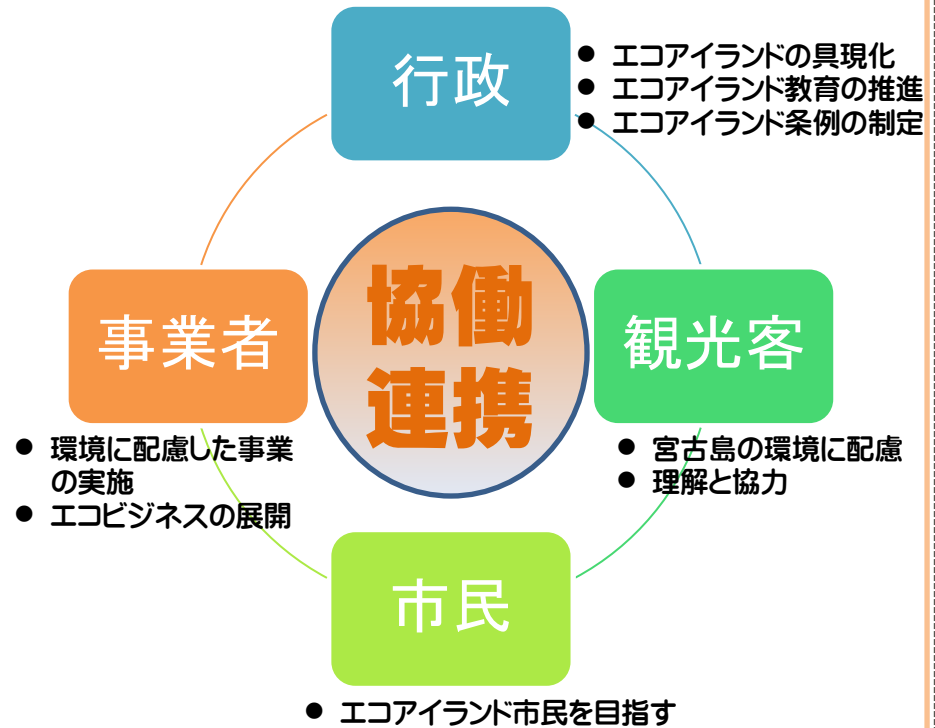 行政
● エコアイランドの具現化
● エコアイランド教育の推進
● エコアイランド条例の制定
協働
連携
事業者
● 環境に配慮した事業
の実施
● エコビジネスの展開
観光客
● 宮古島の環境に配慮
● 理解と協力
市民
● エコアイランド市民を目指す